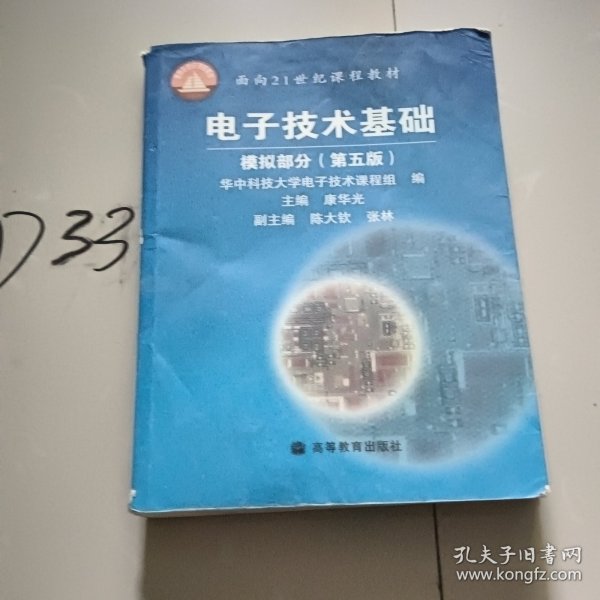 面向21世纪课程教材
电子技术基础
模拟部分(第五版)
华中科技大学电子技术课程组 编
主编 康华光
副主编 陈大钦 张林
D33
高等教育出版社
孔夫子旧书网
www.kongfz.com